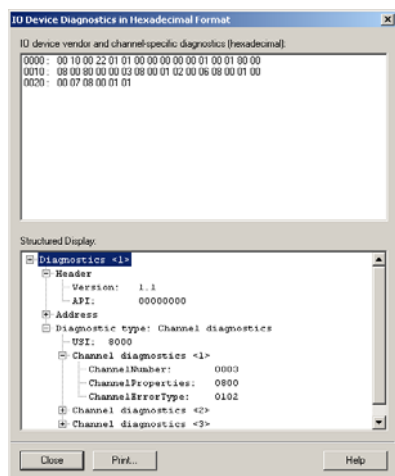 IO Device Diagnostics in Hexadecimal Format
IO device vendor and channel-specific diagnostics (hexadecimal):
0000 : 00 10 00 22 01 01 00 00 00 00 00 01 00 01 80 00
0010 : 08 00 80 00 00 03 08 00 01 02 00 06 08 00 01 00
0020 : 00 07 08 00 01 01
Structured Display:
Diagnostics <1>
Header
Version: 1.1
API: 00000000
Address
Diagnostic type: Channel diagnostics
USI: 8000
Channel diagnostics <1>
ChannelNumber: 0003
ChannelProperties: 0800
ChannelErrorType: 0102
Channel diagnostics <2>
Channel diagnostics <3>
Close Print... Help